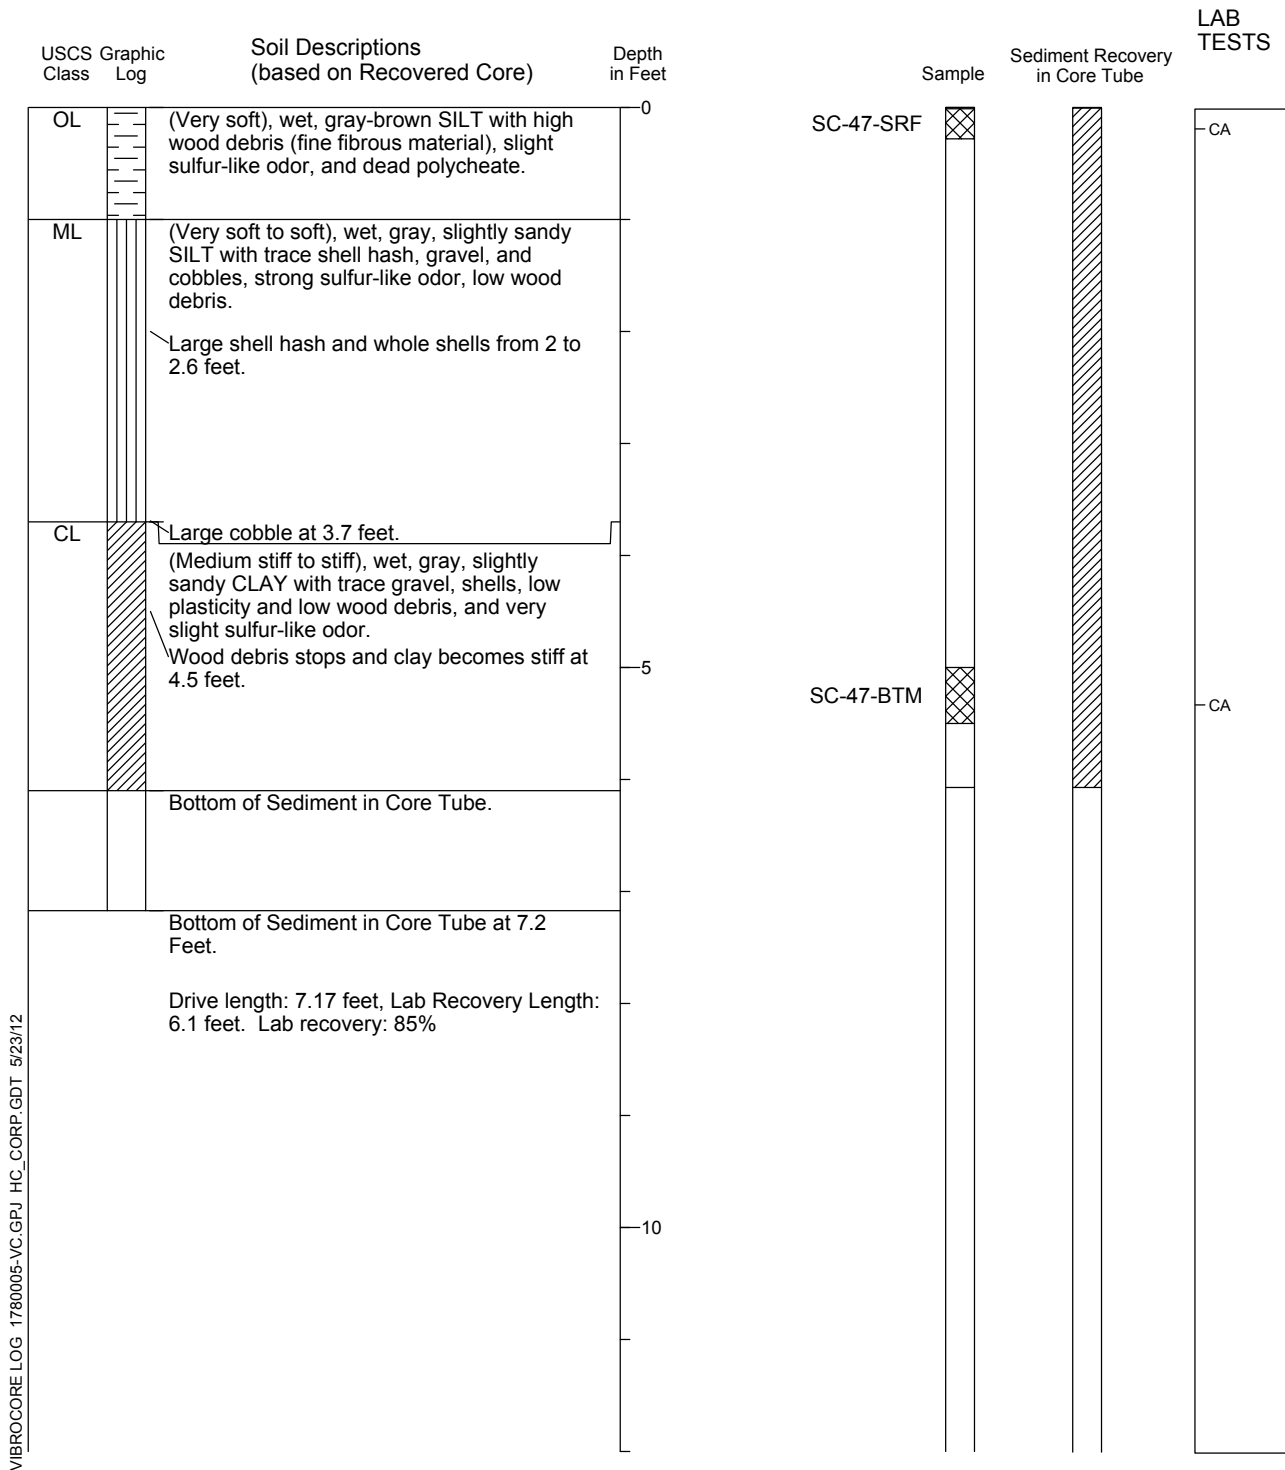 LAB
TESTS
USCS Graphic
Class Log
Soil Descriptions
(based on Recovered Core)
Depth
in Feet
Sample
Sediment Recovery
in Core Tube
OL
(Very soft), wet, gray-brown SILT with high
wood debris (fine fibrous material), slight
sulfur-like odor, and dead polycheate.
0
SC-47-SRF
CA
ML
(Very soft to soft), wet, gray, slightly sandy
SILT with trace shell hash, gravel, and
cobbles, strong sulfur-like odor, low wood
debris.
Large shell hash and whole shells from 2 to
2.6 feet.
CL
Large cobble at 3.7 feet.
(Medium stiff to stiff), wet, gray, slightly
sandy CLAY with trace gravel, shells, low
plasticity and low wood debris, and very
slight sulfur-like odor.
Wood debris stops and clay becomes stiff at
4.5 feet.
5
SC-47-BTM
CA
Bottom of Sediment in Core Tube.
Bottom of Sediment in Core Tube at 7.2
Feet.
Drive length: 7.17 feet, Lab Recovery Length:
6.1 feet. Lab recovery: 85%
10
VIBROCORE LOG 1780005-VC.GPJ HC_CORP.GDT 5/23/12